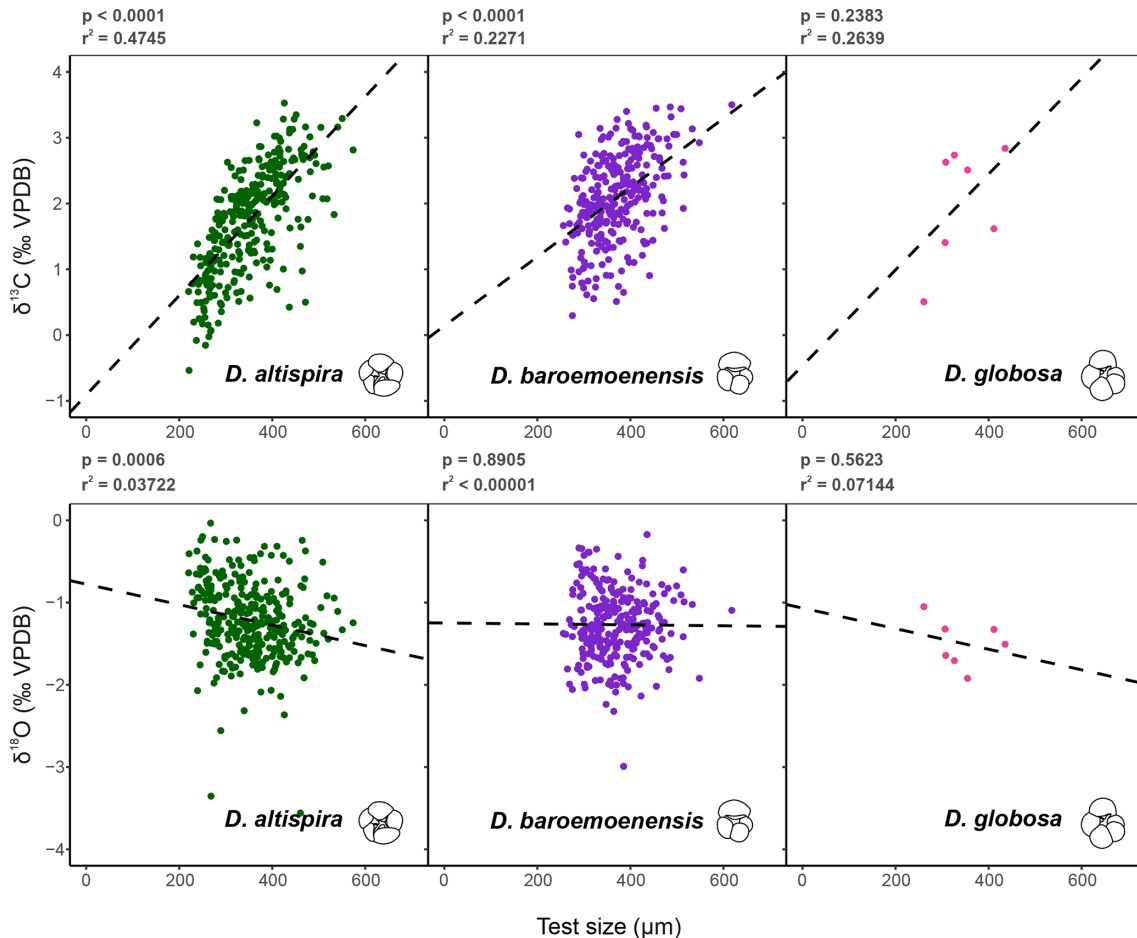 p < 0.0001 p < 0.0001 p = 0.2383
r² = 0.4745 r² = 0.2271 r² = 0.2639
4
3
2
1
0
−1
δ¹³C (‰ VPDB)
D. altispira D. baroemoenensis D. globosa
0 200 400 600 0 200 400 600 0 200 400 600
p = 0.0006 p = 0.8905 p = 0.5623
r² = 0.03722 r² < 0.00001 r² = 0.07144
0
−1
−2
−3
−4
δ¹⁸O (‰ VPDB)
D. altispira D. baroemoenensis D. globosa
0 200 400 600 0 200 400 600 0 200 400 600
Test size (μm)